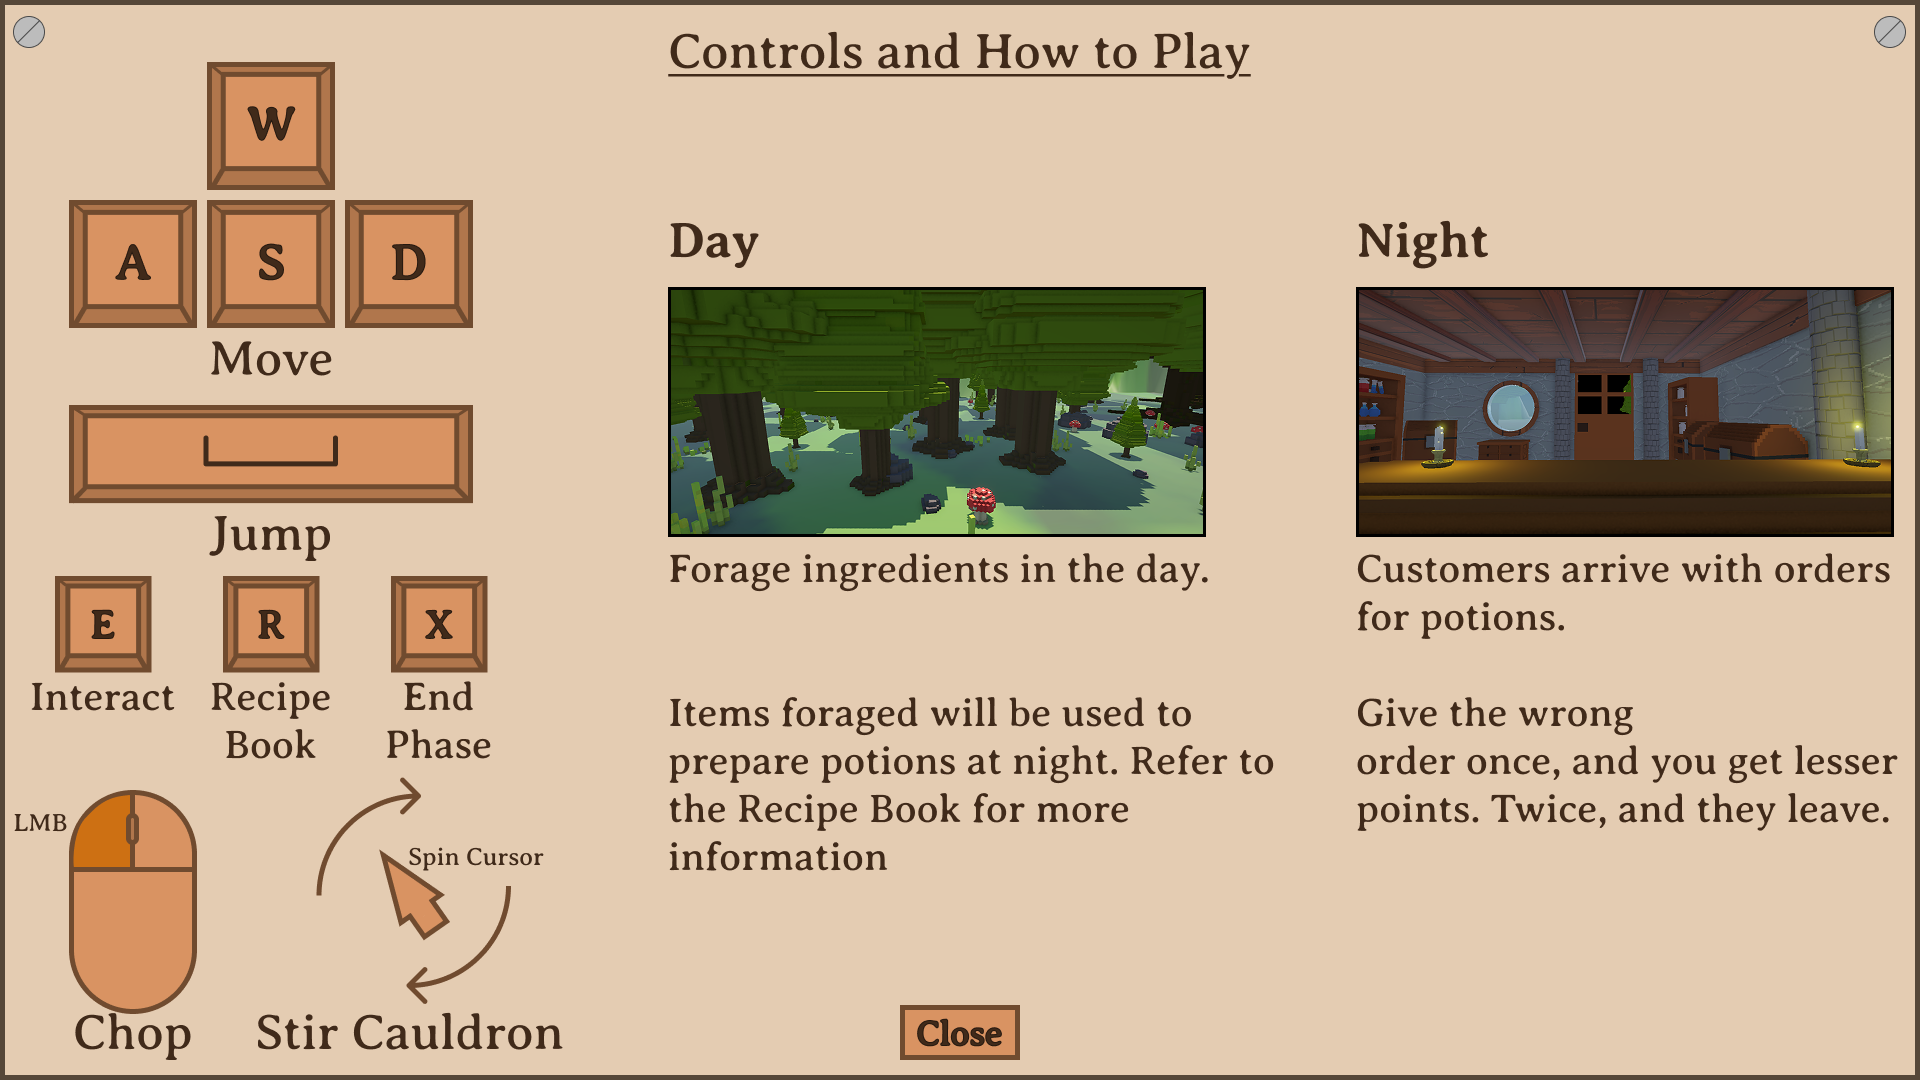 Controls and How to Play
W
A S D
Move
Jump
E R X
Interact
Recipe
Book
End
Phase
LMB
Spin Cursor
Chop
Stir Cauldron
Day
Forage ingredients in the day.
Items foraged will be used to
prepare potions at night. Refer to
the Recipe Book for more
information
Night
Customers arrive with orders
for potions.
Give the wrong
order once, and you get lesser
points. Twice, and they leave.
Close